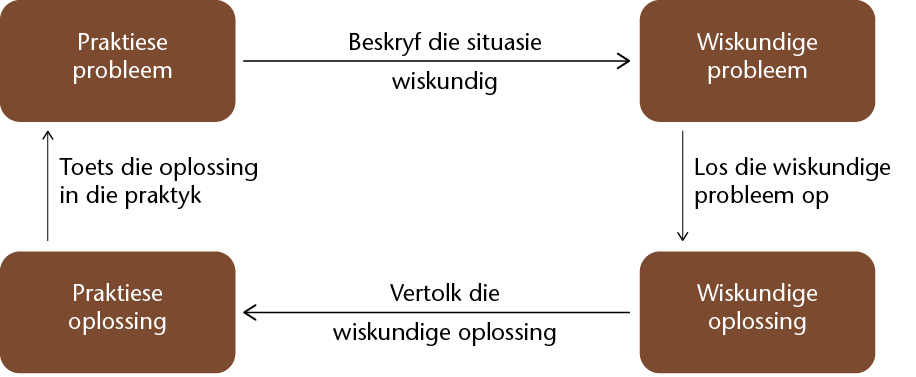 Praktiese
probleem
Beskryf die situasie
wiskundig
Wiskundige
probleem
Toets die oplossing
in die praktyk
Los die wiskundige
probleem op
Praktiese
oplossing
Vertolk die
wiskundige oplossing
Wiskundige
oplossing